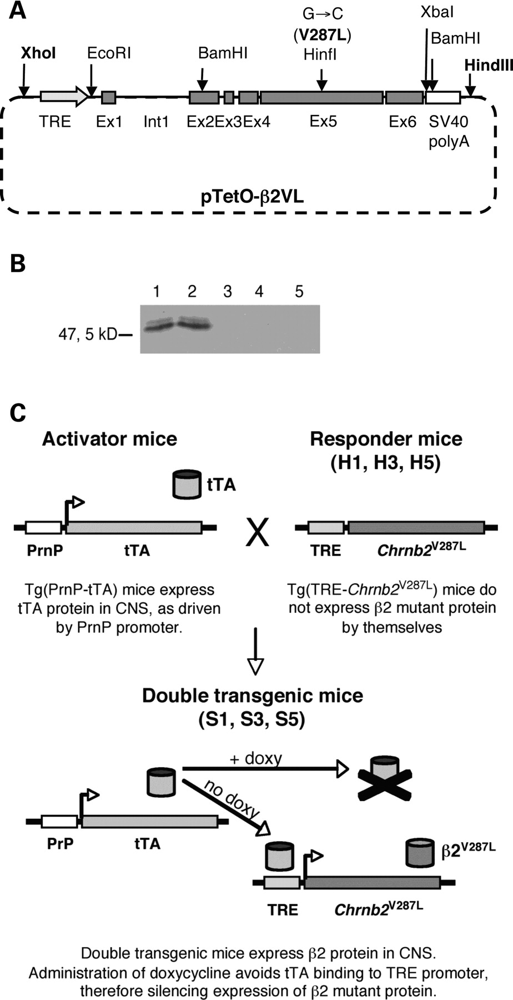 A
G→C
(V287L)
HinfI
XbaI
BamHI
XhoI
EcoRI
BamHI
HindIII
TRE
Ex1
Int1
Ex2
Ex3
Ex4
Ex5
Ex6
SV40
polyA
pTetO-β2VL
B
1 2 3 4 5
47, 5 kD
C
Activator mice
Responder mice
(H1, H3, H5)
tTA
X
PrnP
tTA
TRE
Chrnb2V287L
Tg(PrnP-tTA) mice express
tTA protein in CNS, as driven
by PrnP promoter.
Tg(TRE-Chrnb2V287L) mice do
not express β2 mutant protein
by themselves
Double transgenic mice
(S1, S3, S5)
+ doxy
no doxy
PrP
tTA
β2V287L
TRE
Chrnb2V287L
Double transgenic mice express β2 protein in CNS.
Administration of doxycycline avoids tTA binding to TRE promoter,
therefore silencing expression of β2 mutant protein.